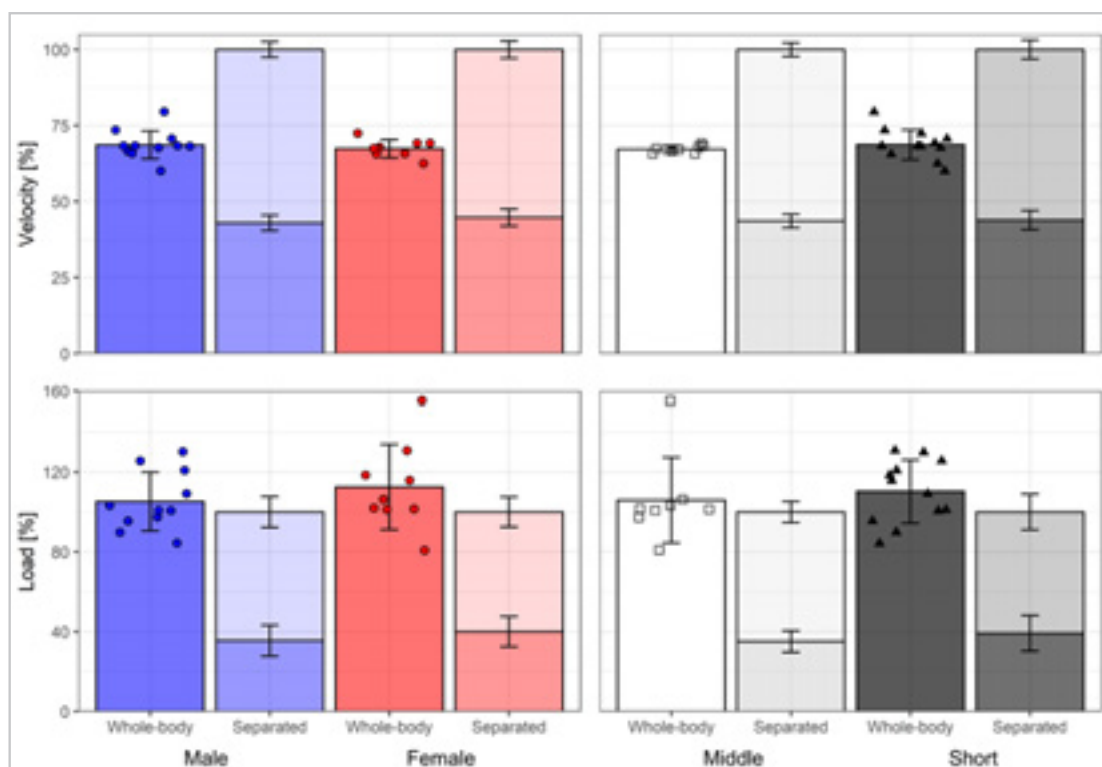 Velocity [%]
100
75
50
25
0
Load [%]
160
120
80
40
0
Whole-body Separated Whole-body Separated Whole-body Separated Whole-body Separated
Male Female Middle Short